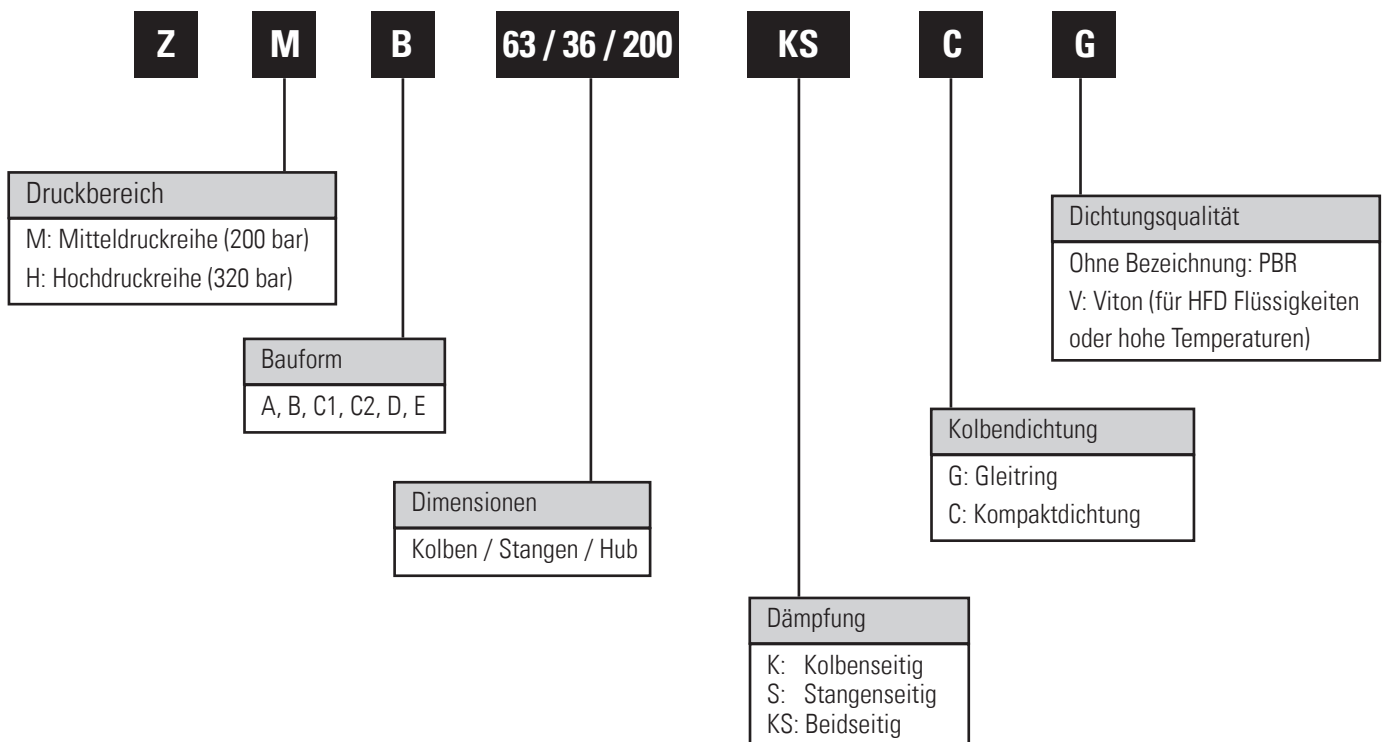 Z M B 63 / 36 / 200 KS C G
Druckbereich
M: Mitteldruckreihe (200 bar)
H: Hochdruckreihe (320 bar)
Bauform
A, B, C1, C2, D, E
Dimensionen
Kolben / Stangen / Hub
Dämpfung
K: Kolbenseitig
S: Stangenseitig
KS: Beidseitig
Kolbendichtung
G: Gleitring
C: Kompaktdichtung
Dichtungsqualität
Ohne Bezeichnung: PBR
V: Viton (für HFD Flüssigkeiten
oder hohe Temperaturen)